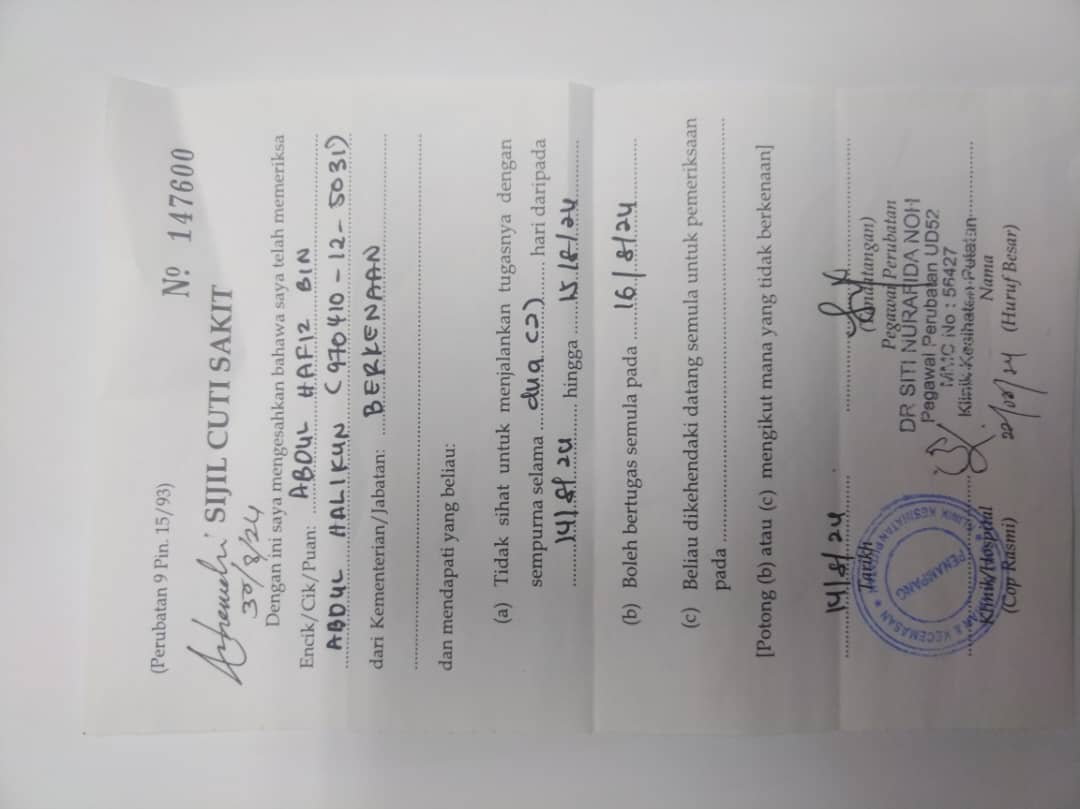 (Perubatan 9 Pin. 15/93)
Nº 147600
SIJIL CUTI SAKIT
30/8/24
Dengan ini saya mengesahkan bahawa saya telah memeriksa
Encik/Cik/Puan: ABDUL HAFIZ BIN
ABDUL HALIKUN (970410-12-5031)
dari Kementerian/Jabatan: BERKENAAN
dan mendapati yang beliau:
(a) Tidak sihat untuk menjalankan tugasnya dengan
sempurna selama dua (2) hari daripada
14/8/24 hingga 15/8/24
(b) Boleh bertugas semula pada 16/8/24
(c) Beliau dikehendaki datang semula untuk pemeriksaan
pada
[Potong (b) atau (c) mengikut mana yang tidak berkenaan]
14/8/24
Tarikh
(Tandatangan)
Pegawai Perubatan
DR SITI NURAFIDA NOH
Pegawai Perubatan UD52
MMC No : 56427
Klinik Kesihatan Putatan
KECEMASAN
PENAMPANG
Klinik/Hospital
Nama
(Cop Rasmi)
22/08/24
(Huruf Besar)